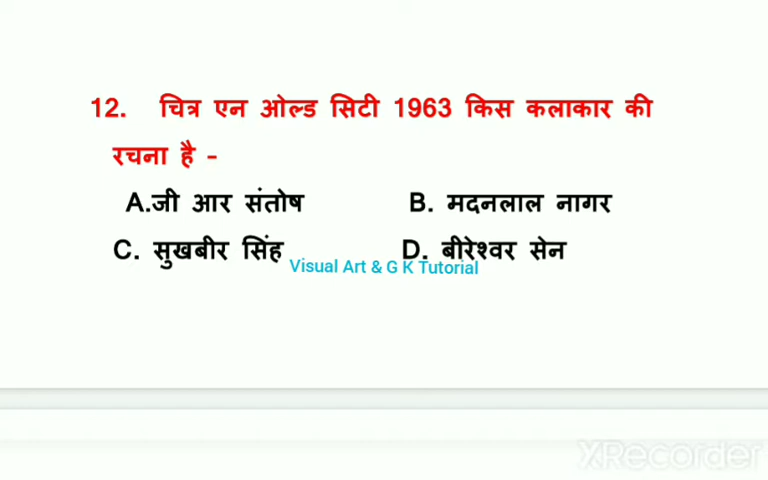 12. चित्र एन ओल्ड सिटी 1963 किस कलाकार की
रचना है -
A.जी आर संतोष B. मदनलाल नागर
C. सुखबीर सिंह D. बीरेश्वर सेन
Visual Art & G K Tutorial
XRecorder